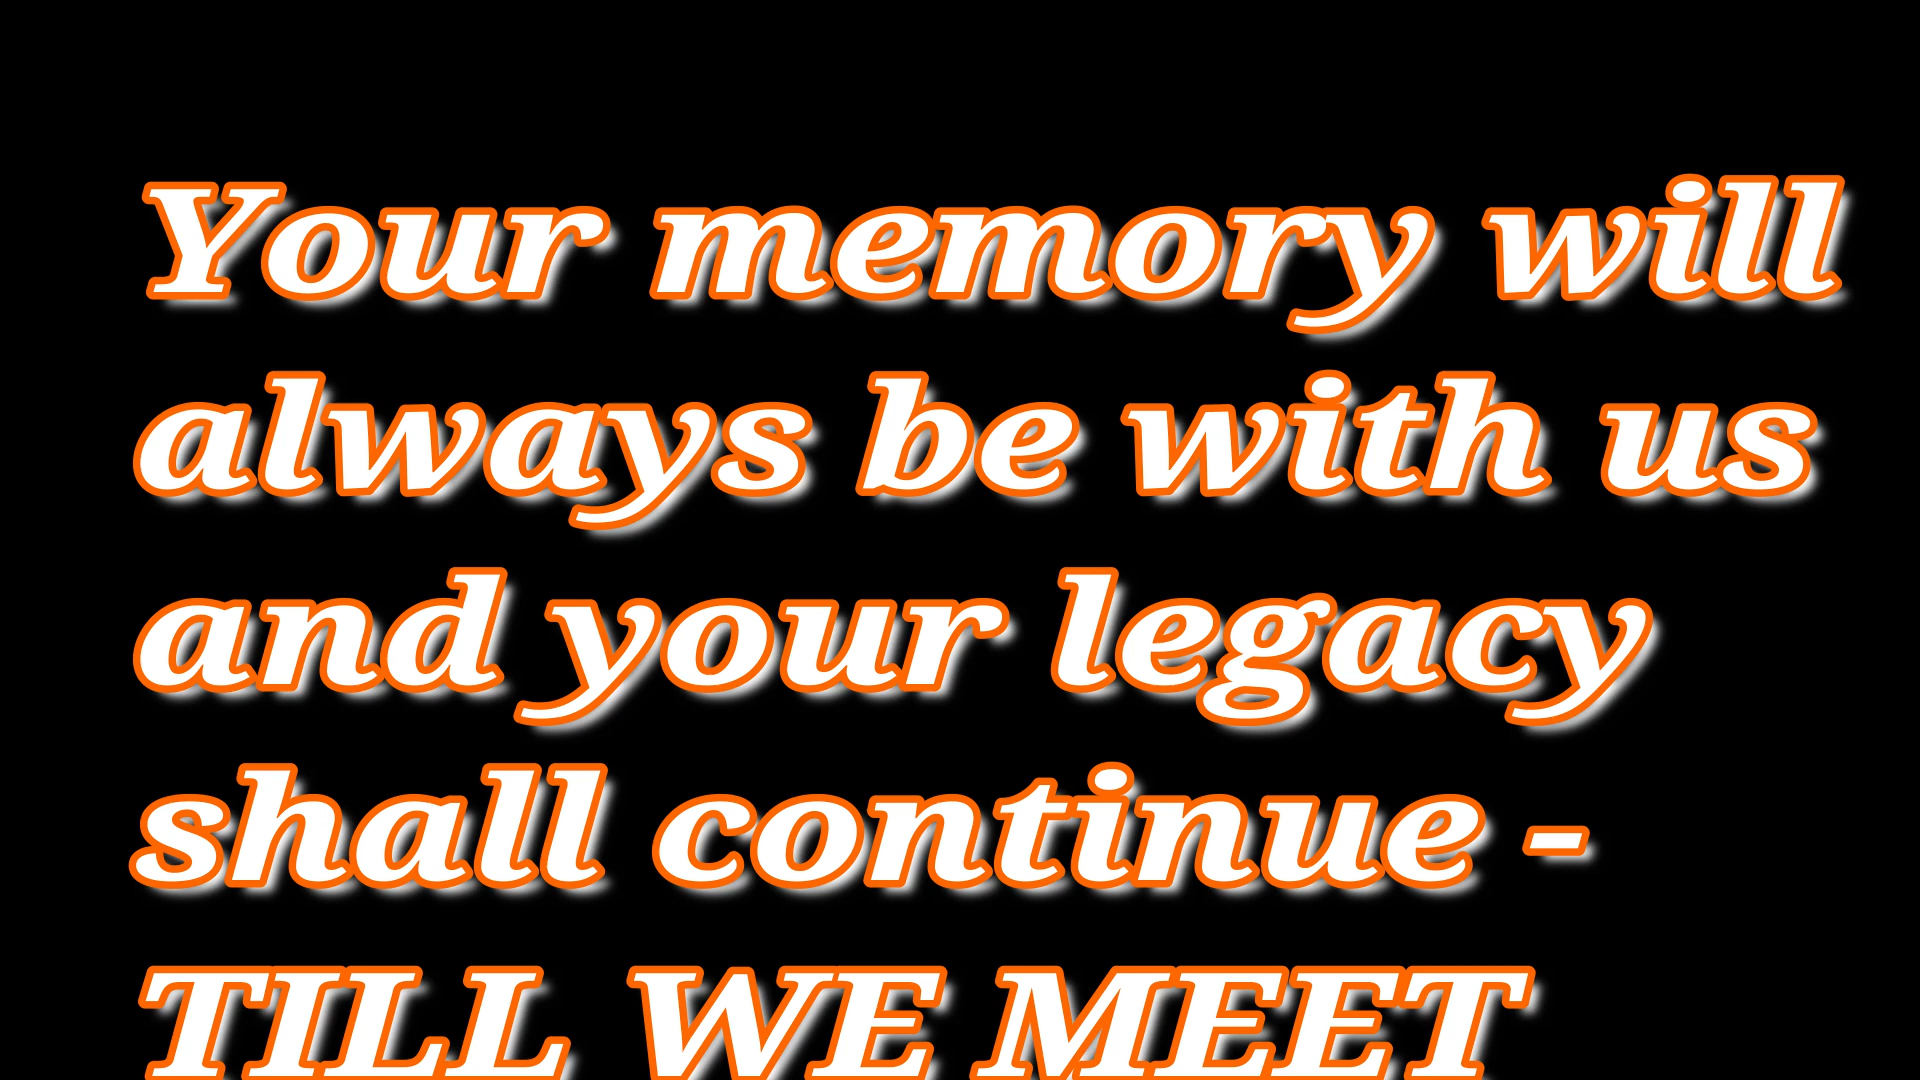 Your memory will
always be with us
and your legacy
shall continue -
TILL WE MEET